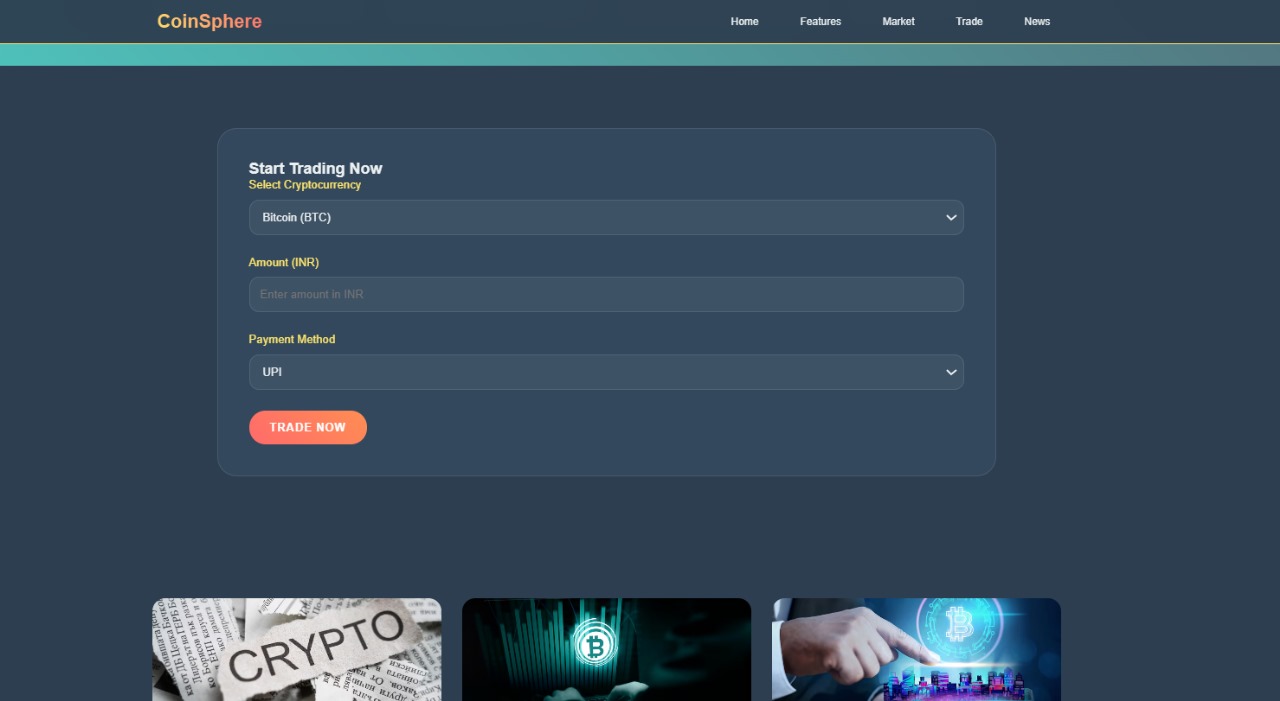 CoinSphere
Home Features Market Trade News
Start Trading Now
Select Cryptocurrency
Bitcoin (BTC)
Amount (INR)
Enter amount in INR
Payment Method
UPI
TRADE NOW
CRYPTO